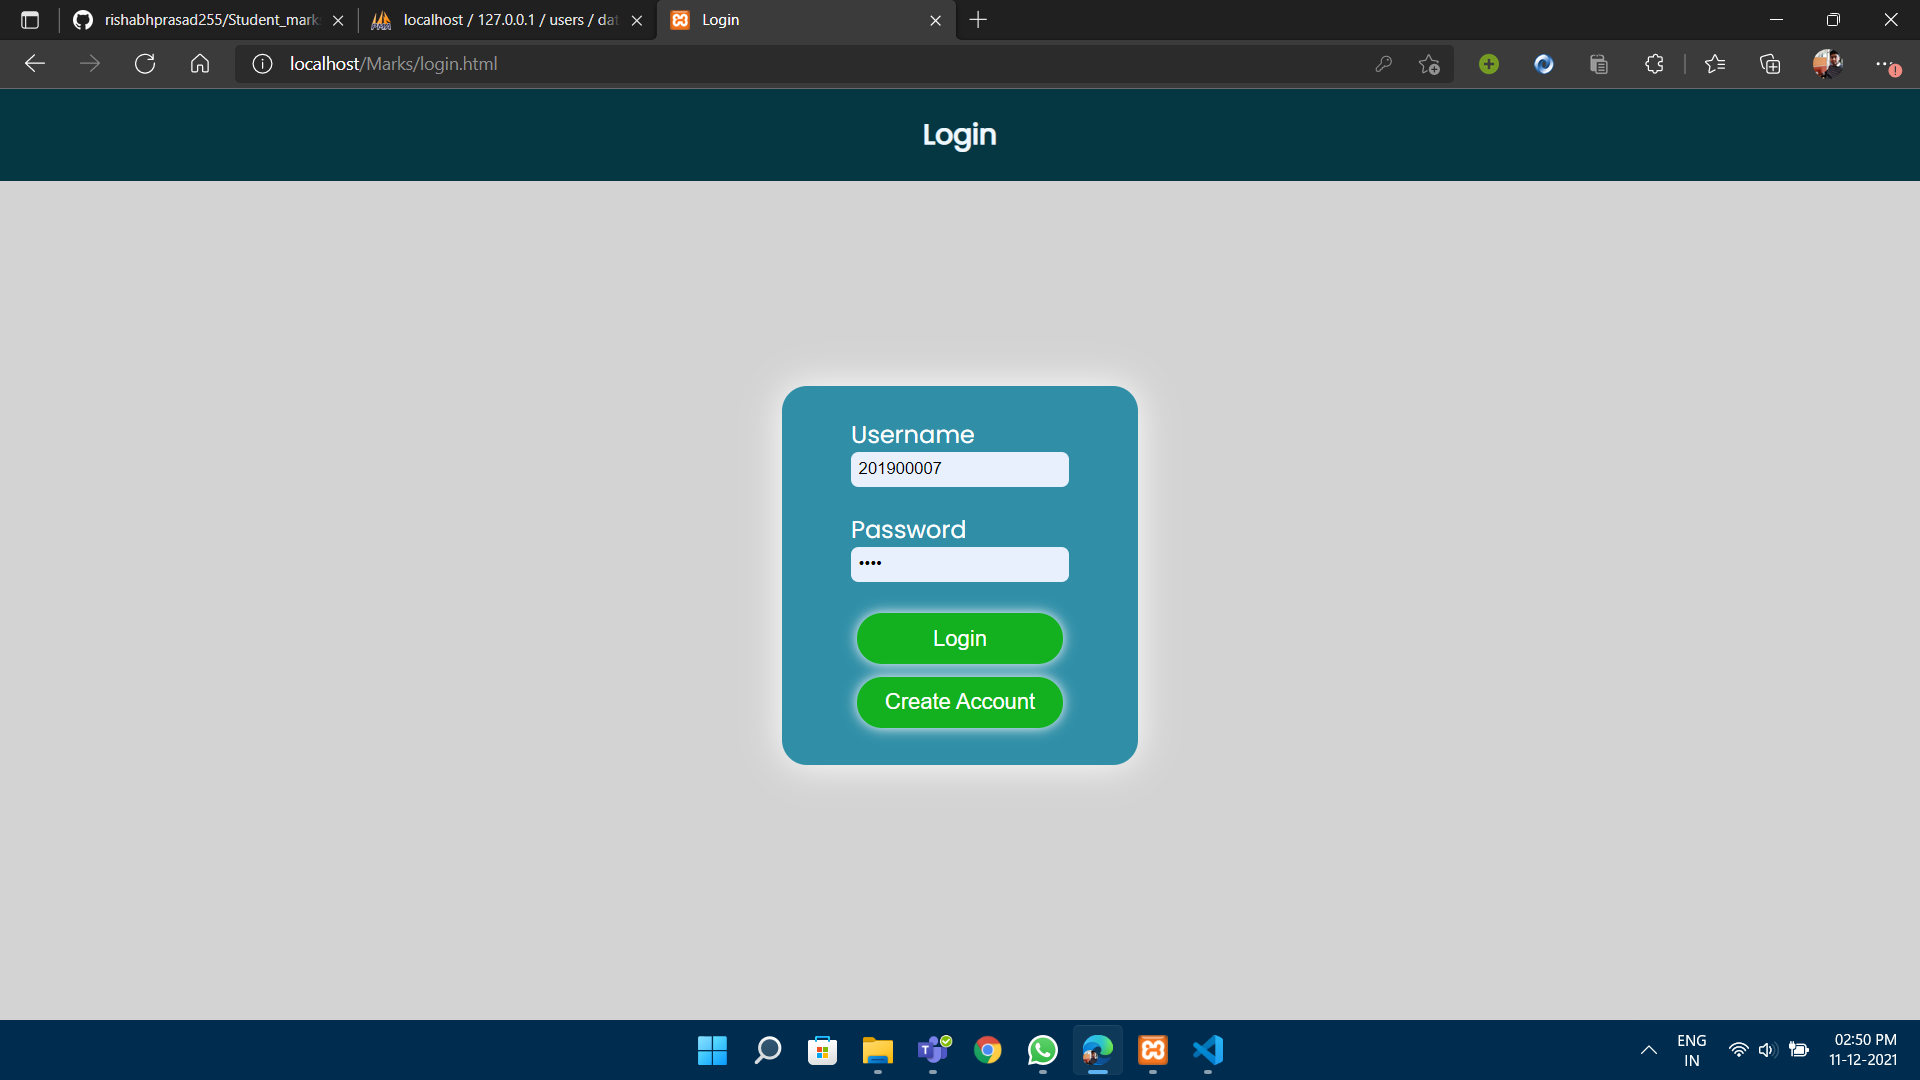 rishabhprasad255/Student_mark
localhost / 127.0.0.1 / users / dat
Login
localhost/Marks/login.html
Login
Username
201900007
Password
••••
Login
Create Account
ENG
IN
02:50 PM
11-12-2021